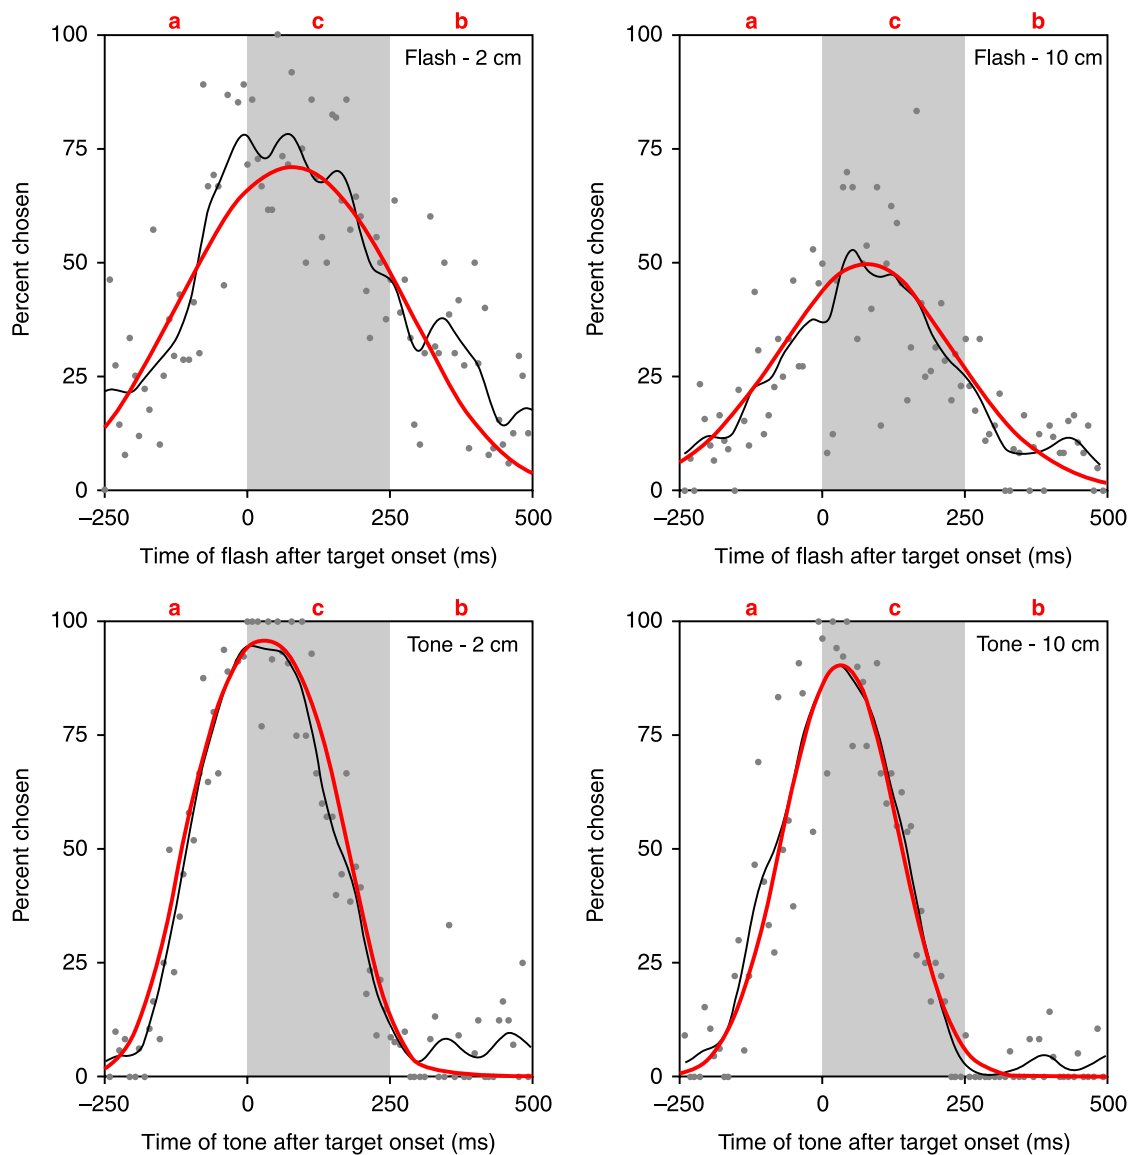 a c b
Flash - 2 cm
100
75
50
25
0
Percent chosen
–250 0 250 500
Time of flash after target onset (ms)
a c b
Flash - 10 cm
100
75
50
25
0
Percent chosen
–250 0 250 500
Time of flash after target onset (ms)
a c b
Tone - 2 cm
100
75
50
25
0
Percent chosen
–250 0 250 500
Time of tone after target onset (ms)
a c b
Tone - 10 cm
100
75
50
25
0
Percent chosen
–250 0 250 500
Time of tone after target onset (ms)